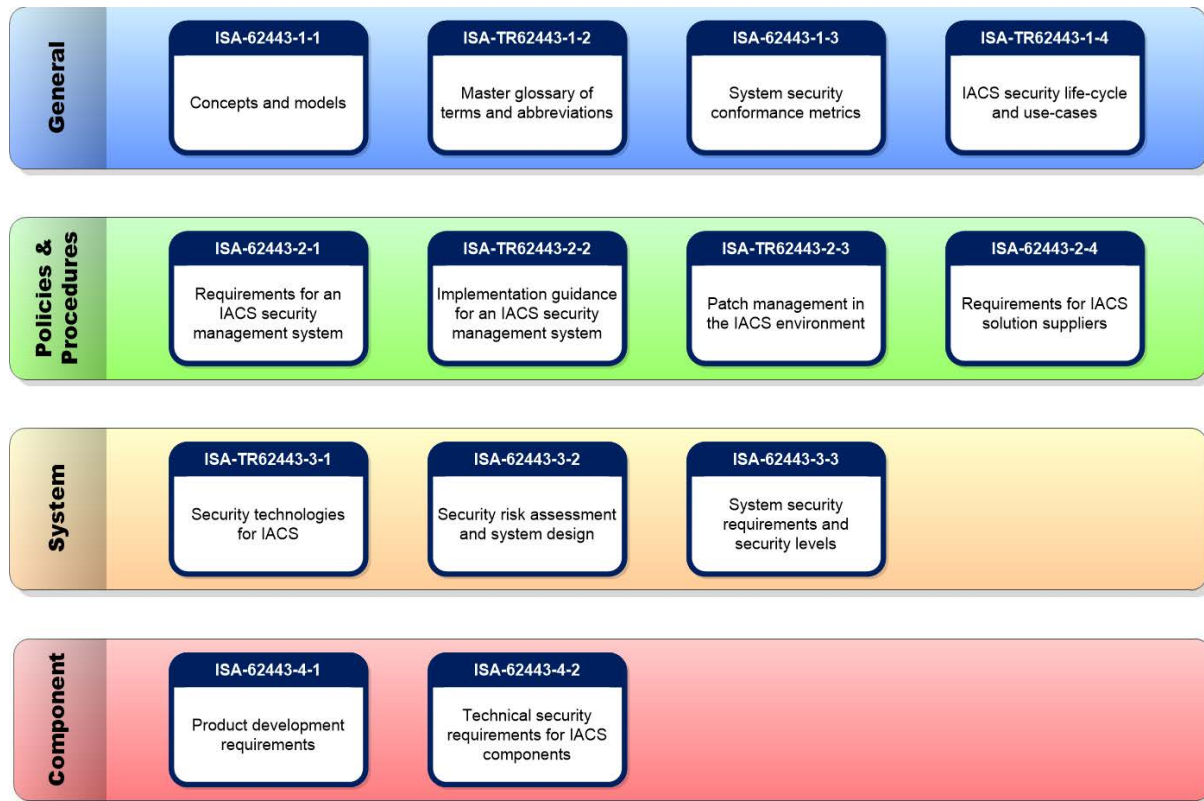 General
ISA-62443-1-1
Concepts and models
ISA-TR62443-1-2
Master glossary of
terms and abbreviations
ISA-62443-1-3
System security
conformance metrics
ISA-TR62443-1-4
IACS security life-cycle
and use-cases
Policies &
Procedures
ISA-62443-2-1
Requirements for an
IACS security
management system
ISA-TR62443-2-2
Implementation guidance
for an IACS security
management system
ISA-TR62443-2-3
Patch management in
the IACS environment
ISA-62443-2-4
Requirements for IACS
solution suppliers
System
ISA-TR62443-3-1
Security technologies
for IACS
ISA-62443-3-2
Security risk assessment
and system design
ISA-62443-3-3
System security
requirements and
security levels
Component
ISA-62443-4-1
Product development
requirements
ISA-62443-4-2
Technical security
requirements for IACS
components